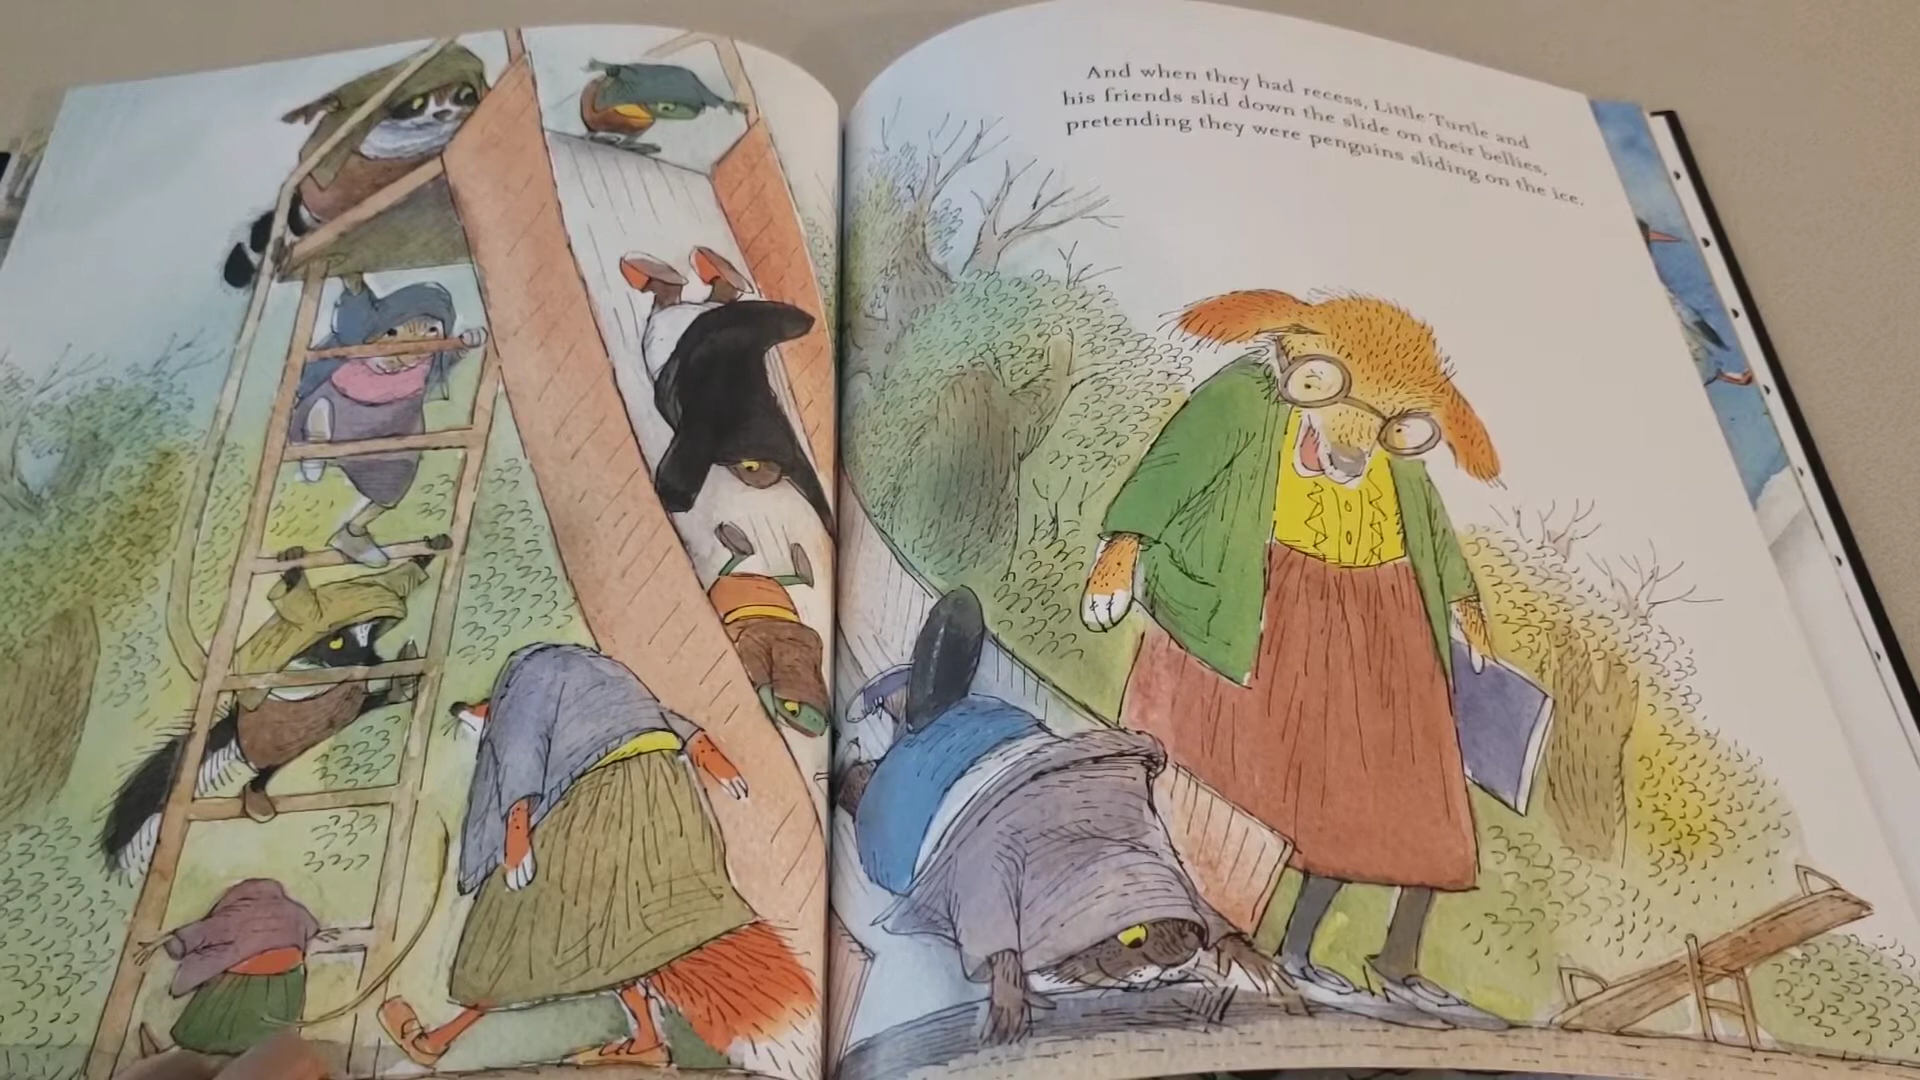 And when they had recess, Little Turtle and
his friends slid down the slide on their bellies,
pretending they were penguins sliding on the ice.